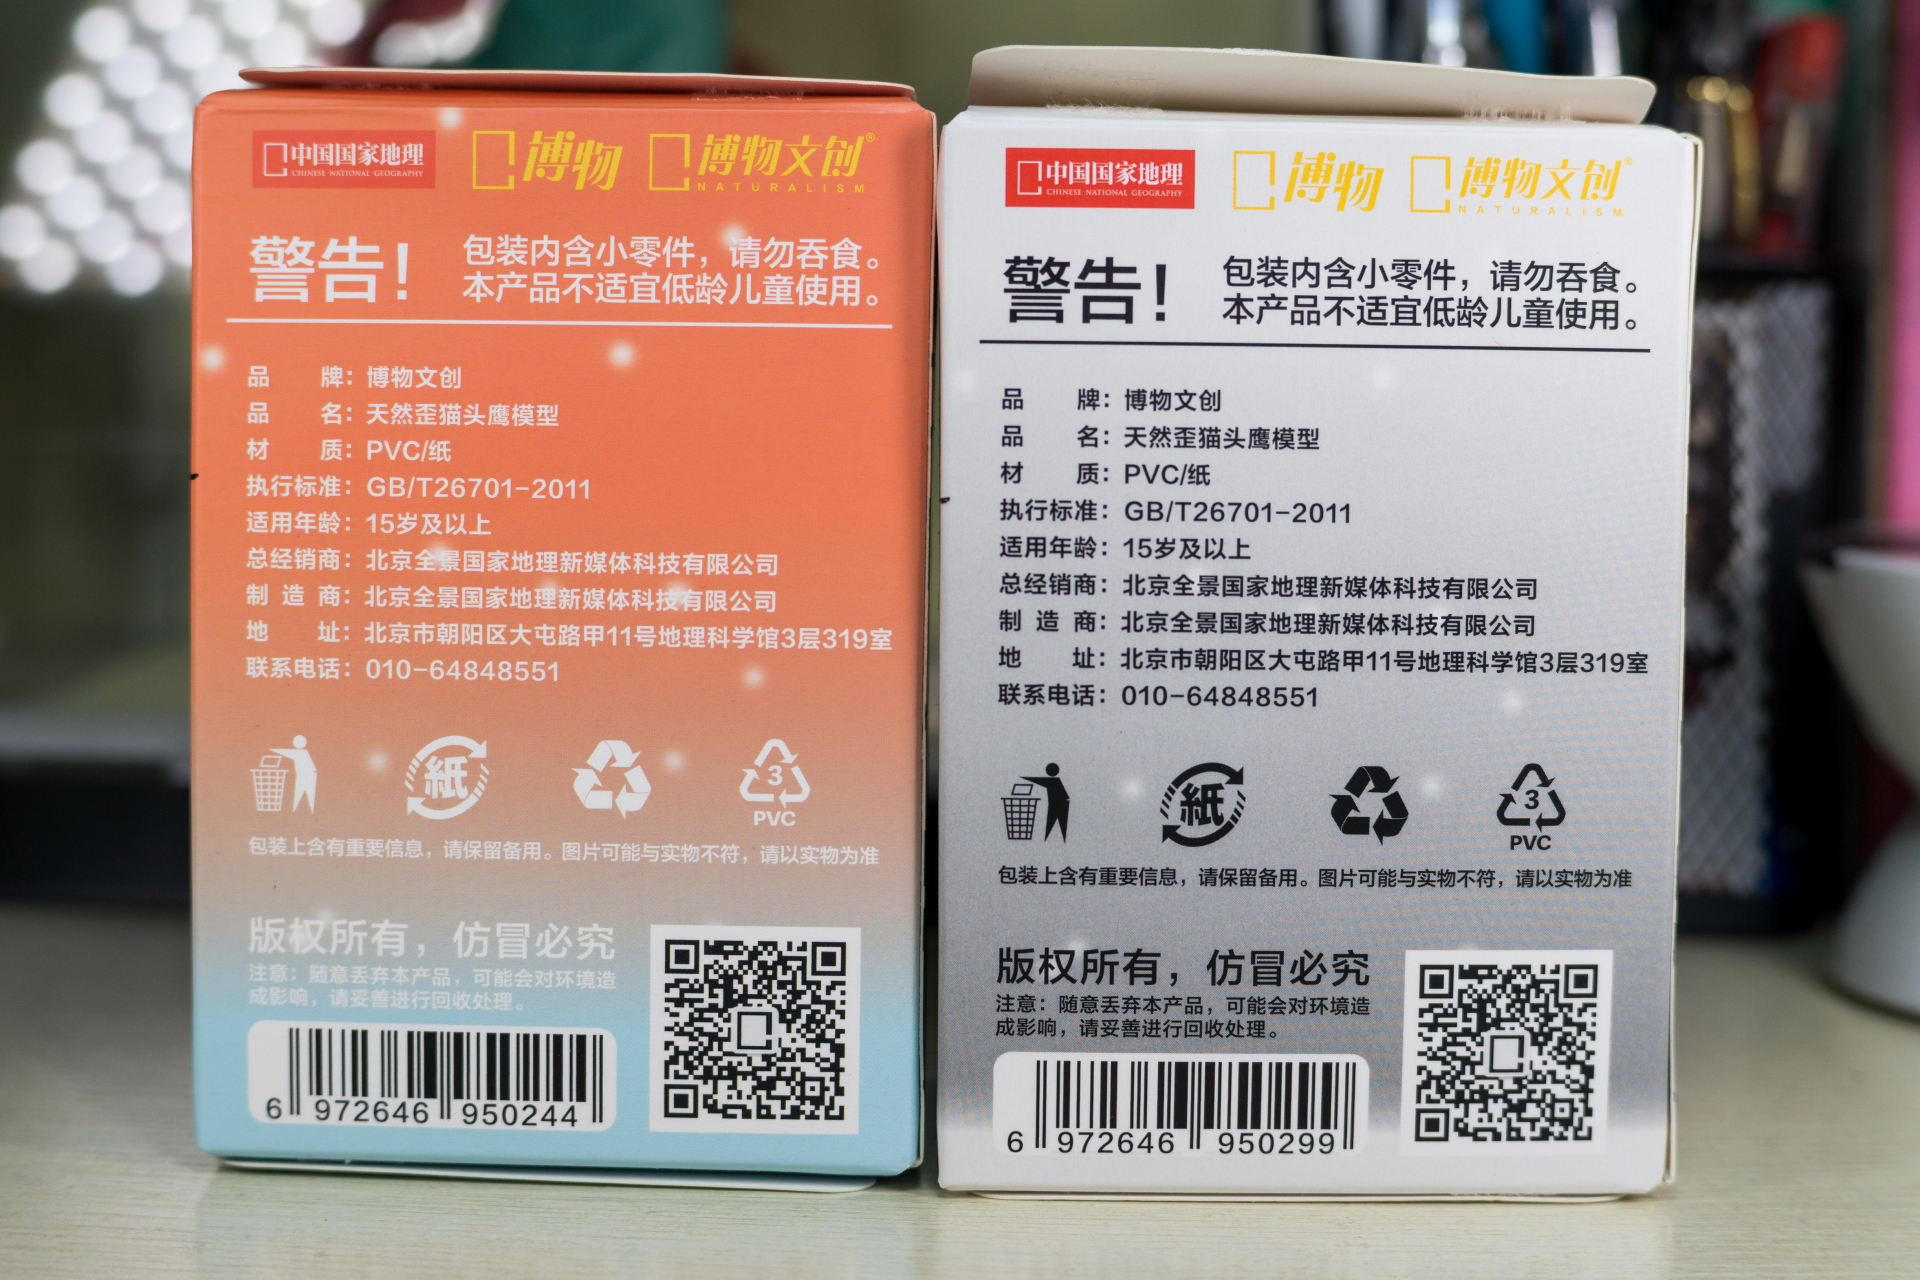 中国国家地理
CHINESE NATIONAL GEOGRAPHY
博物
博物文创®
NATURALISM
警告!
包装内含小零件，请勿吞食。
本产品不适宜低龄儿童使用。
品 牌：博物文创
品 名：天然歪猫头鹰模型
材 质：PVC/纸
执行标准：GB/T26701-2011
适用年龄：15岁及以上
总经销商：北京全景国家地理新媒体科技有限公司
制 造 商：北京全景国家地理新媒体科技有限公司
地 址：北京市朝阳区大屯路甲11号地理科学馆3层319室
联系电话：010-64848551
紙
3
PVC
包装上含有重要信息，请保留备用。图片可能与实物不符，请以实物为准
版权所有，仿冒必究
注意：随意丢弃本产品，可能会对环境造
成影响，请妥善进行回收处理。
6 972646 950244
中国国家地理
CHINESE NATIONAL GEOGRAPHY
博物
博物文创®
NATURALISM
警告!
包装内含小零件，请勿吞食。
本产品不适宜低龄儿童使用。
品 牌：博物文创
品 名：天然歪猫头鹰模型
材 质：PVC/纸
执行标准：GB/T26701-2011
适用年龄：15岁及以上
总经销商：北京全景国家地理新媒体科技有限公司
制 造 商：北京全景国家地理新媒体科技有限公司
地 址：北京市朝阳区大屯路甲11号地理科学馆3层319室
联系电话：010-64848551
紙
3
PVC
包装上含有重要信息，请保留备用。图片可能与实物不符，请以实物为准
版权所有，仿冒必究
注意：随意丢弃本产品，可能会对环境造
成影响，请妥善进行回收处理。
6 972646 950299